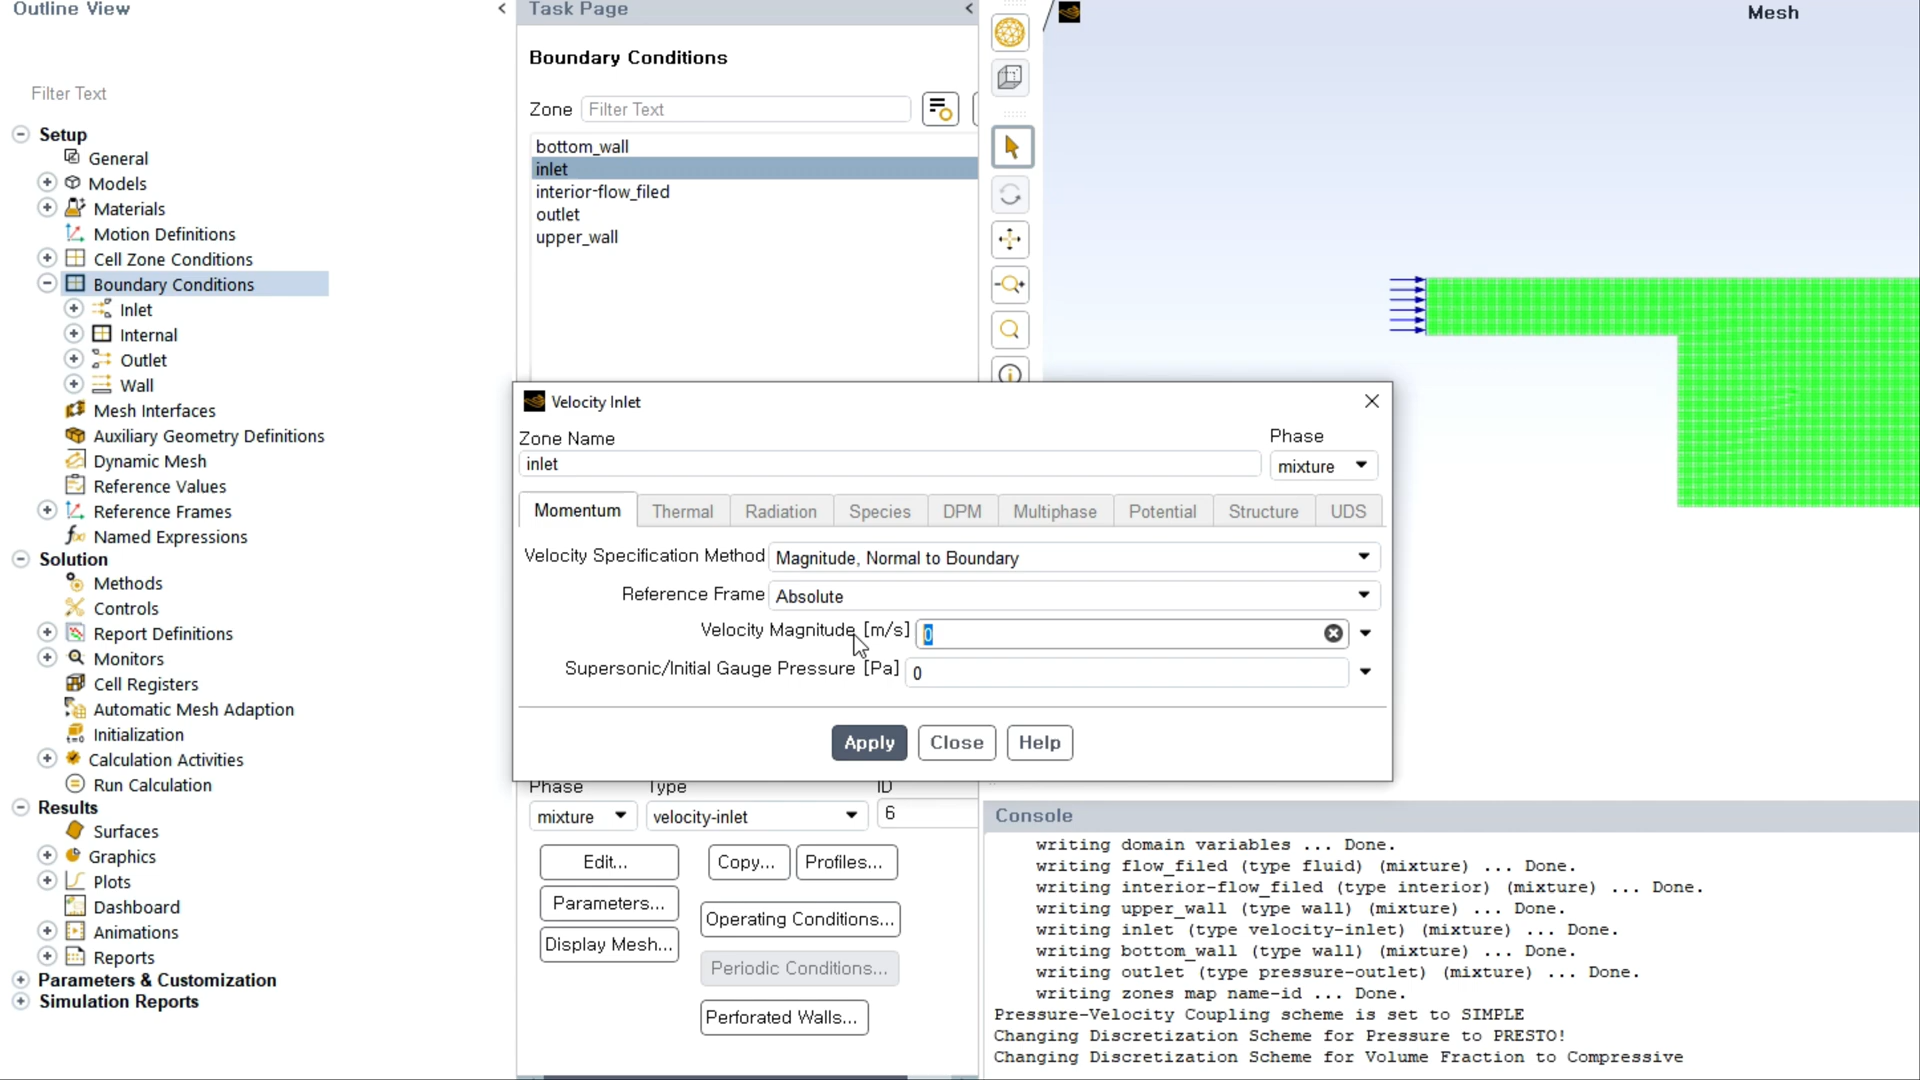 Outline View
Filter Text
Setup
General
Models
Materials
Motion Definitions
Cell Zone Conditions
Boundary Conditions
Inlet
Internal
Outlet
Wall
Mesh Interfaces
Auxiliary Geometry Definitions
Dynamic Mesh
Reference Values
Reference Frames
Named Expressions
Solution
Methods
Controls
Report Definitions
Monitors
Cell Registers
Automatic Mesh Adaption
Initialization
Calculation Activities
Run Calculation
Results
Surfaces
Graphics
Plots
Dashboard
Animations
Reports
Parameters & Customization
Simulation Reports
Task Page
Boundary Conditions
Zone Filter Text
bottom_wall
inlet
interior-flow_filed
outlet
upper_wall
Mesh
Velocity Inlet
Zone Name
inlet
Phase
mixture
Momentum Thermal Radiation Species DPM Multiphase Potential Structure UDS
Velocity Specification Method Magnitude, Normal to Boundary
Reference Frame Absolute
Velocity Magnitude [m/s] 0
Supersonic/Initial Gauge Pressure [Pa] 0
Apply Close Help
Phase Type ID
mixture velocity-inlet 6
Edit... Copy... Profiles...
Parameters... Operating Conditions...
Display Mesh... Periodic Conditions...
Perforated Walls...
Console
writing domain variables ... Done.
writing flow_filed (type fluid) (mixture) ... Done.
writing interior-flow_filed (type interior) (mixture) ... Done.
writing upper_wall (type wall) (mixture) ... Done.
writing inlet (type velocity-inlet) (mixture) ... Done.
writing bottom_wall (type wall) (mixture) ... Done.
writing outlet (type pressure-outlet) (mixture) ... Done.
writing zones map name-id ... Done.
Pressure-Velocity Coupling scheme is set to SIMPLE
Changing Discretization Scheme for Pressure to PRESTO!
Changing Discretization Scheme for Volume Fraction to Compressive